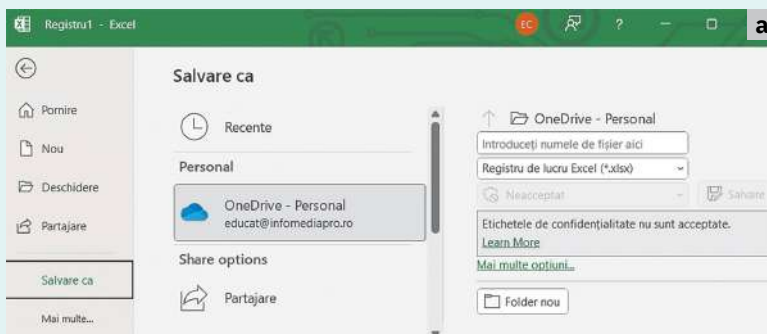 Registru1 - Excel
EC
?
a
Salvare ca
Pornire
Nou
Deschidere
Partajare
Salvare ca
Mai multe...
Recente
Personal
OneDrive - Personal
educat@infomediapro.ro
Share options
Partajare
OneDrive - Personal
Introduceți numele de fișier aici
Registru de lucru Excel (*.xlsx)
Neacceptat
Salvare
Etichetele de confidențialitate nu sunt acceptate.
Learn More
Mai multe opțiuni...
Folder nou